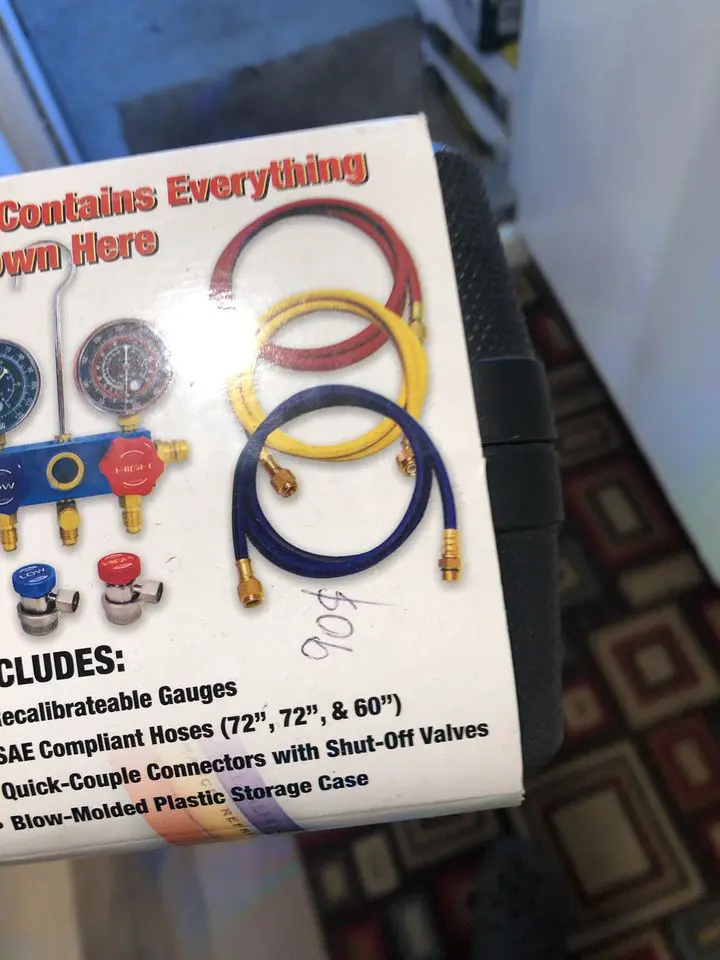 Contains Everything
own Here
HIGH
OW
LOW
HIGH
90$
CLUDES:
ecalibrateable Gauges
SAE Compliant Hoses (72”, 72”, & 60”)
Quick-Couple Connectors with Shut-Off Valves
• Blow-Molded Plastic Storage Case